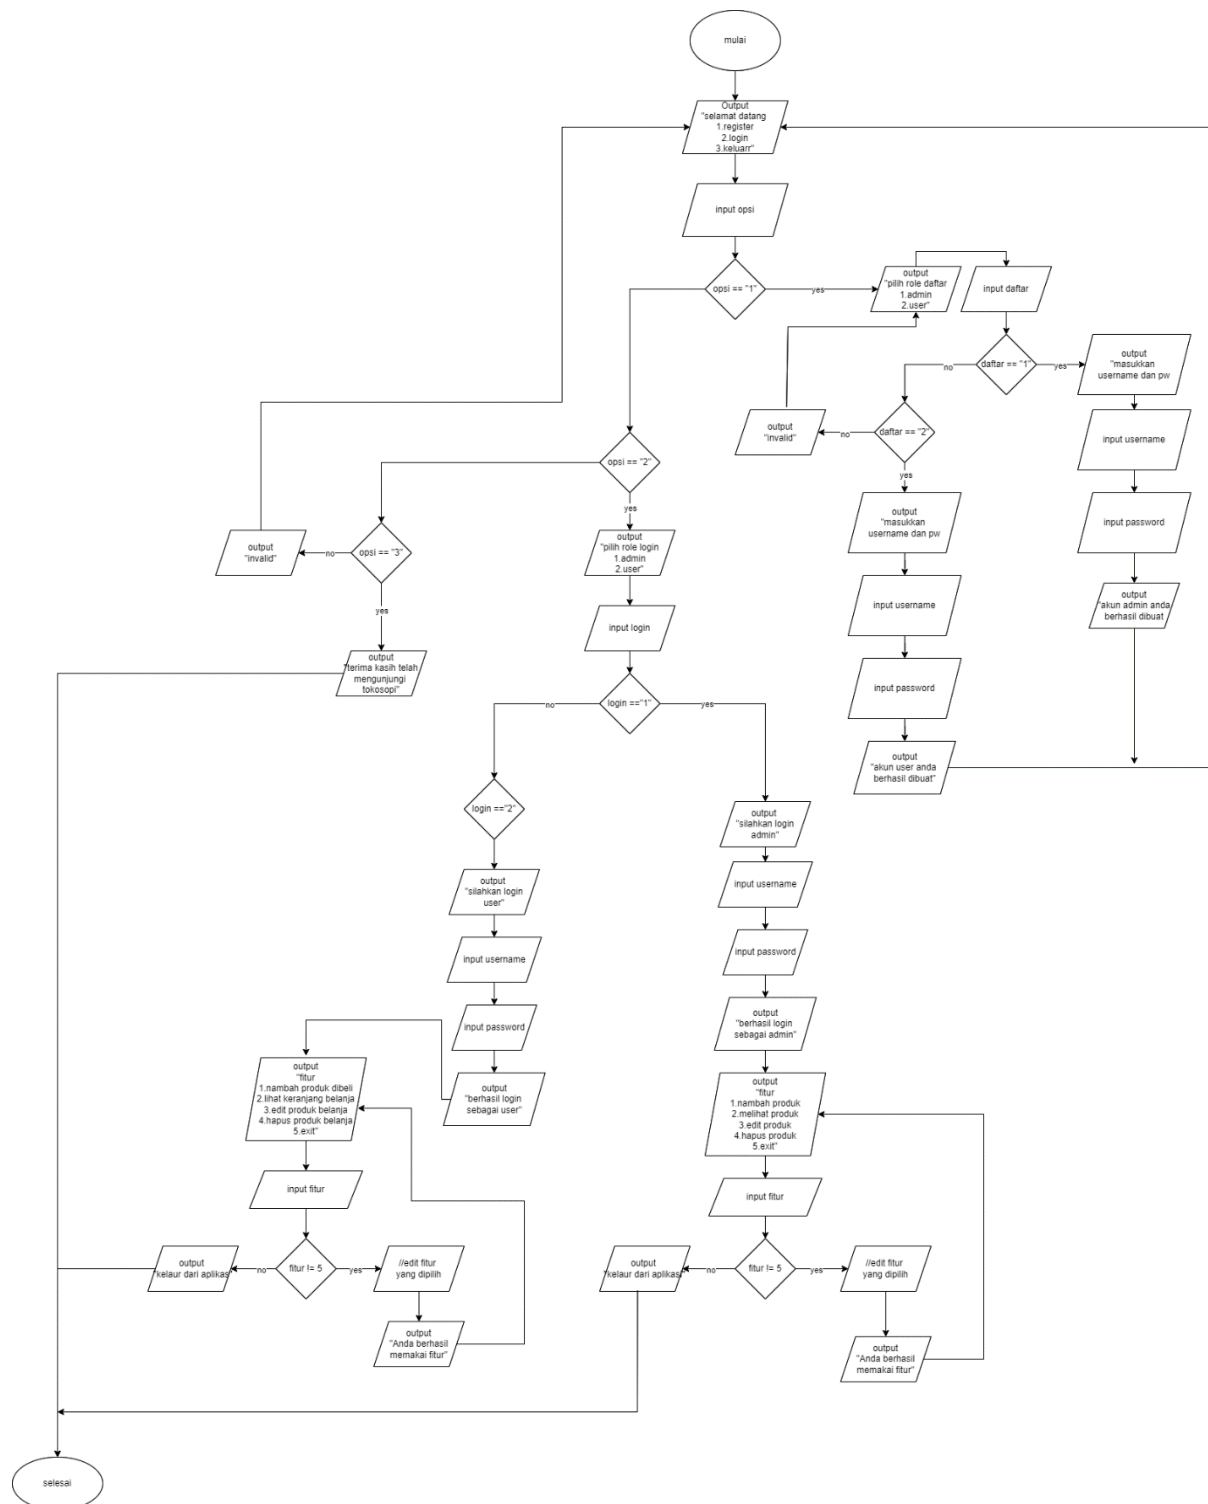 mulai
Output
"selamat datang
1.register
2.login
3.keluarr"
input opsi
opsi == "1"
yes
output
"pilih role daftar
1.admin
2.user"
input daftar
daftar == "1"
yes
no
output
"masukkan
username dan pw
input username
input password
output
"akun admin anda
berhasil dibuat
daftar == "2"
no
output
"invalid"
yes
output
"masukkan
username dan pw
input username
input password
output
"akun user anda
berhasil dibuat"
opsi == "2"
yes
output
"pilih role login
1.admin
2.user"
input login
login =="1"
no
yes
opsi == "3"
no
output
"invalid"
yes
output
"terima kasih telah
mengunjungi
tokosopi"
login =="2"
output
"silahkan login
user"
input username
input password
output
"berhasil login
sebagai user"
output
"fitur
1.nambah produk dibeli
2.lihat keranjang belanja
3.edit produk belanja
4.hapus produk belanja
5.exit"
input fitur
fitur != 5
no
output
"kelaur dari aplikasi
yes
//edit fitur
yang dipilih
output
"Anda berhasil
memakai fitur"
output
"silahkan login
admin"
input username
input password
output
"berhasil login
sebagai admin"
output
"fitur
1.nambah produk
2.melihat produk
3.edit produk
4.hapus produk
5.exit"
input fitur
fitur != 5
no
output
"kelaur dari aplikasi"
yes
//edit fitur
yang dipilih
output
"Anda berhasil
memakai fitur"
selesai